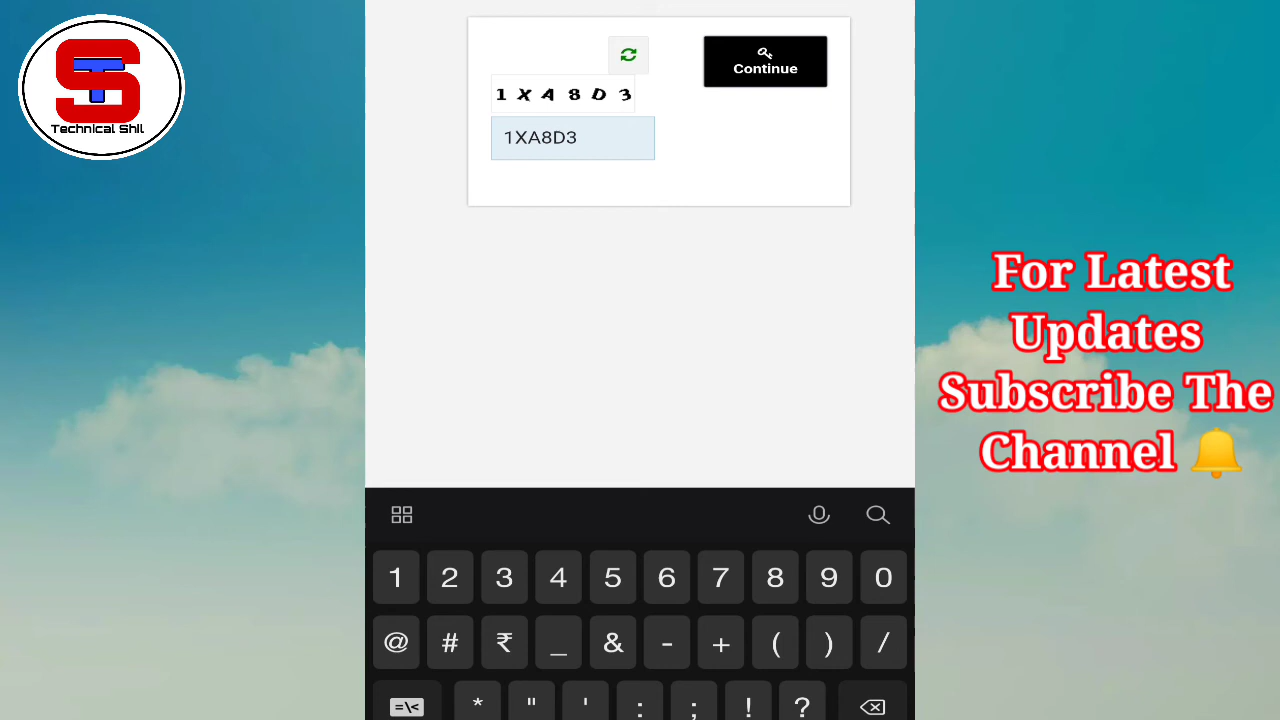 Technical Shil
Continue
1 X A 8 D 3
1XA8D3
For Latest
Updates
Subscribe The
Channel 🔔
1 2 3 4 5 6 7 8 9 0
@ # ₹ _ & - + ( ) /
=\< * " ' : ; ! ?